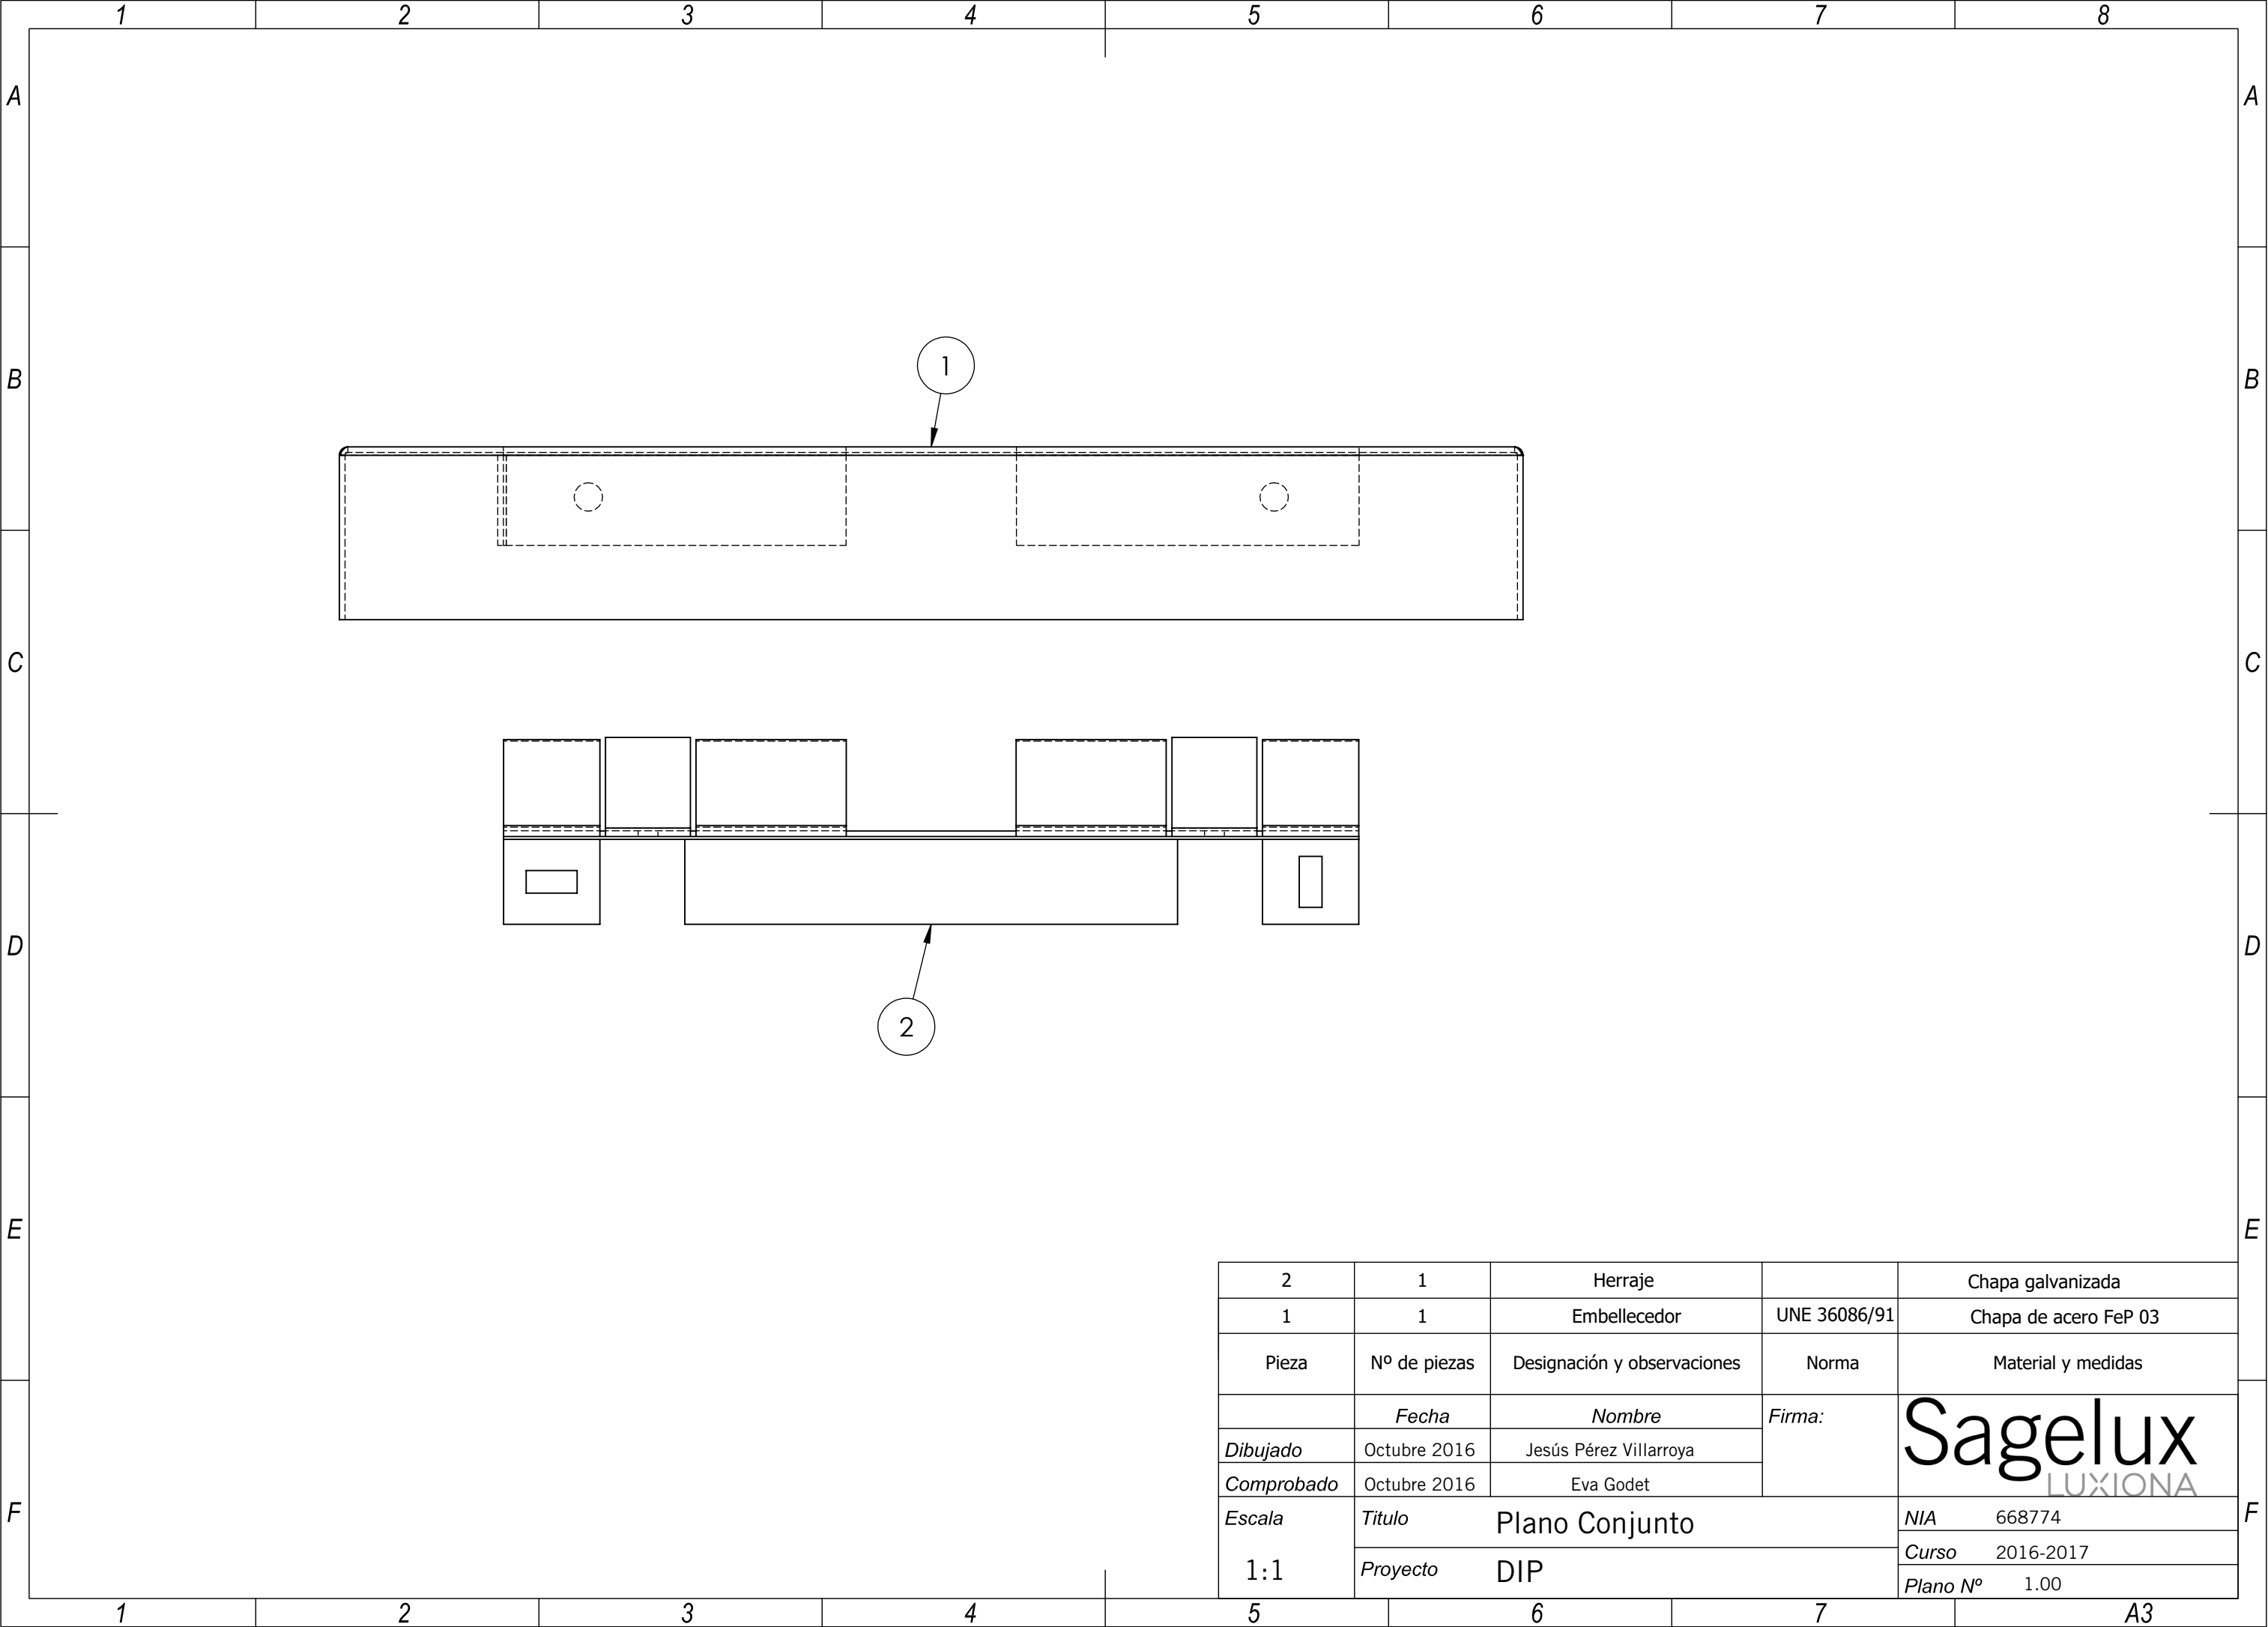 1 2 3 4 5 6 7 8
A A
B B
1
C C
D D
2
E E
2 1 Herraje Chapa galvanizada
1 1 Embellecedor UNE 36086/91 Chapa de acero FeP 03
Pieza Nº de piezas Designación y observaciones Norma Material y medidas
Fecha Nombre Firma:
Sagelux
LUXIONA
Dibujado Octubre 2016 Jesús Pérez Villarroya
Comprobado Octubre 2016 Eva Godet
F F
Escala Titulo Plano Conjunto NIA 668774
Curso 2016-2017
1:1 Proyecto DIP
Plano Nº 1.00
1 2 3 4 5 6 7 A3